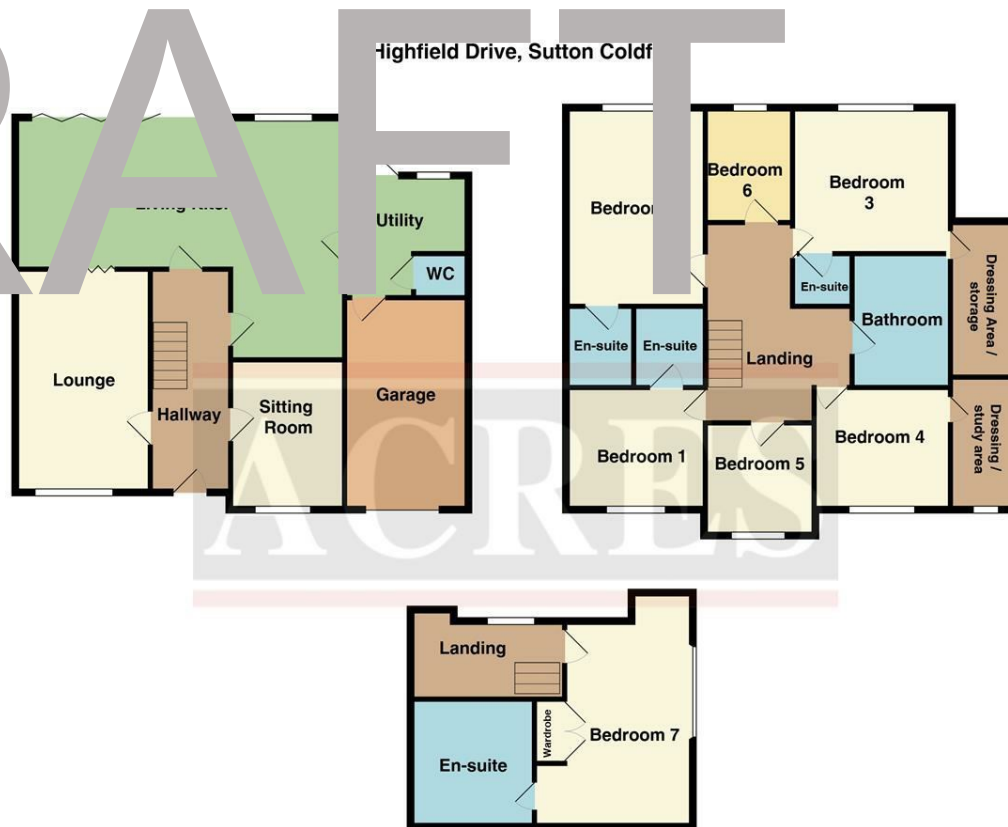 RAFT
Highfield Drive, Sutton Coldf
Utility
WC
Lounge
Hallway
Sitting
Room
Garage
Bedroom
6
Bedroom
3
En-suite
Dressing Area /
storage
Bathroom
En-suite
En-suite
Landing
Bedroom 1
Bedroom 5
Bedroom 4
Dressing /
study area
ACRES
Landing
Wardrobe
Bedroom 7
En-suite